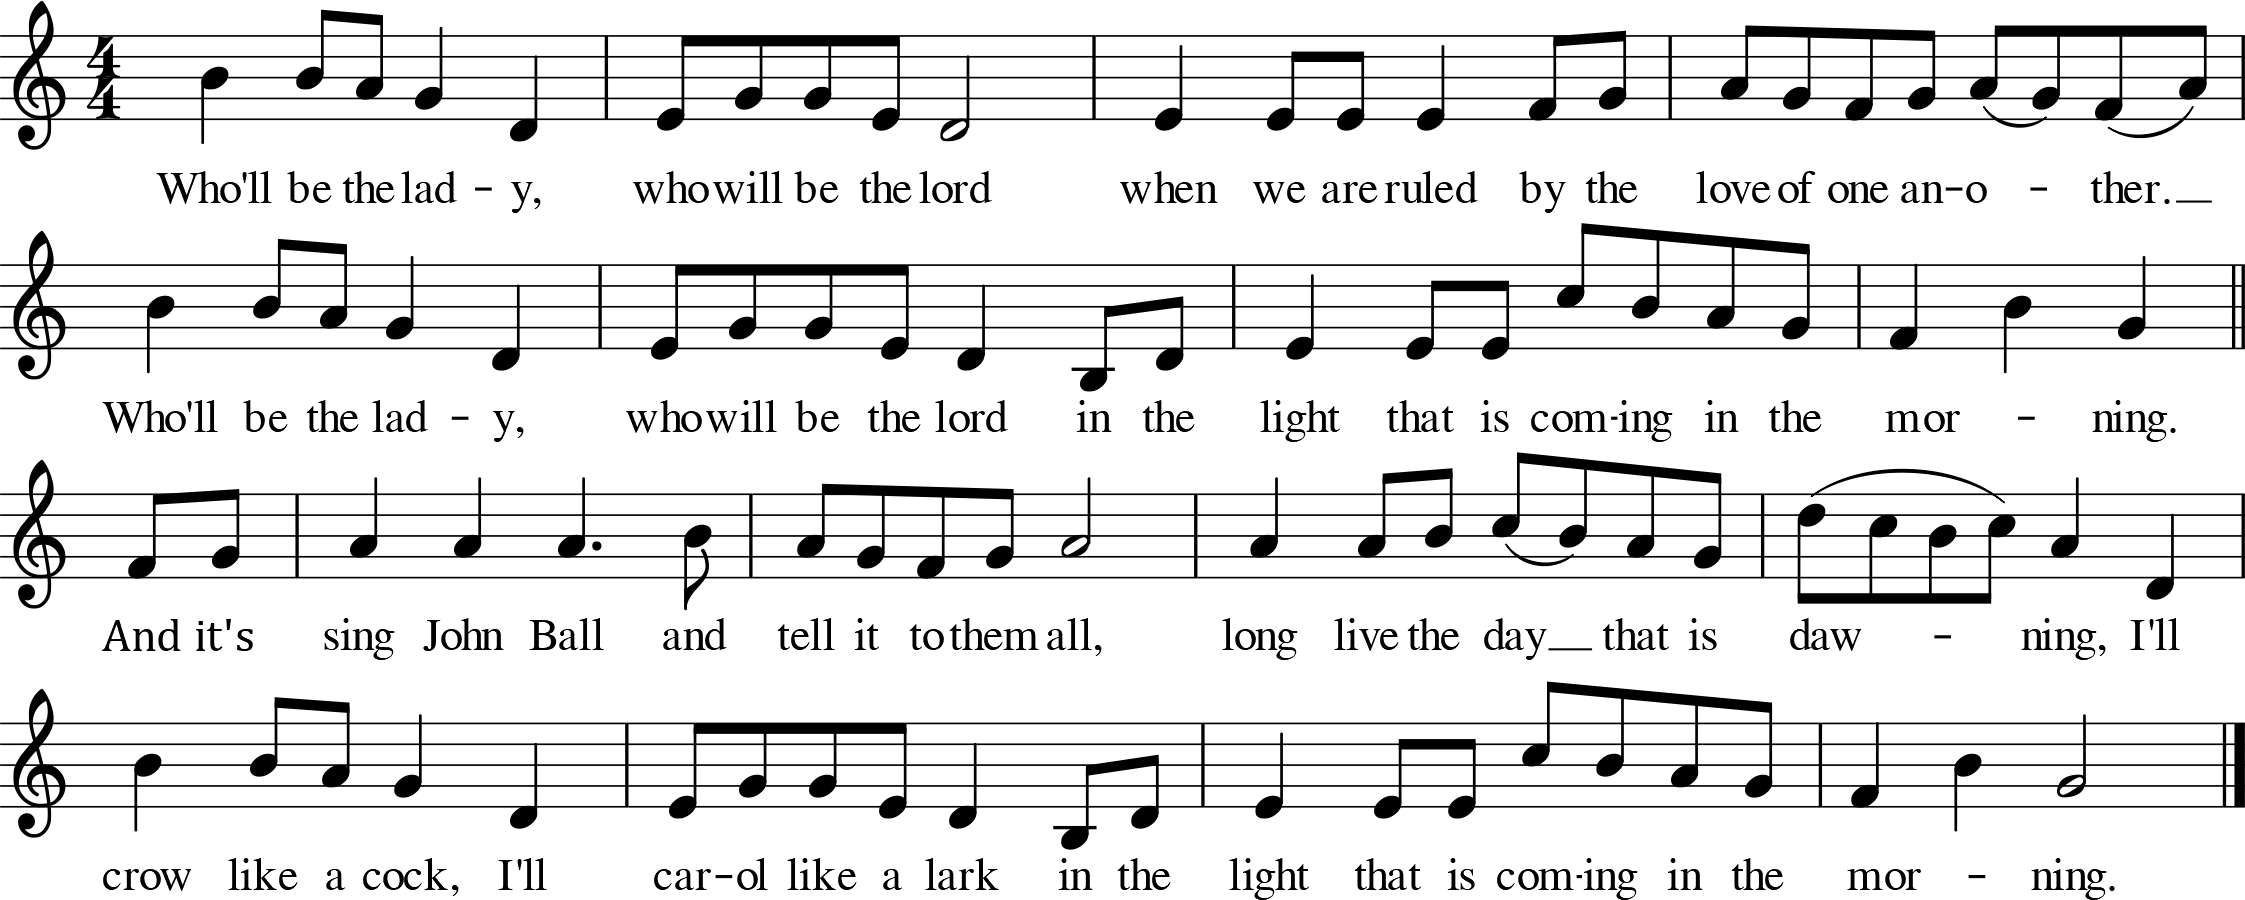 Who'll be the lad - y, who will be the lord when we are ruled by the love of one an - o - ther.
Who'll be the lad - y, who will be the lord in the light that is com - ing in the mor - ning.
And it's sing John Ball and tell it to them all, long live the day that is daw - ning, I'll
crow like a cock, I'll car - ol like a lark in the light that is com - ing in the mor - ning.